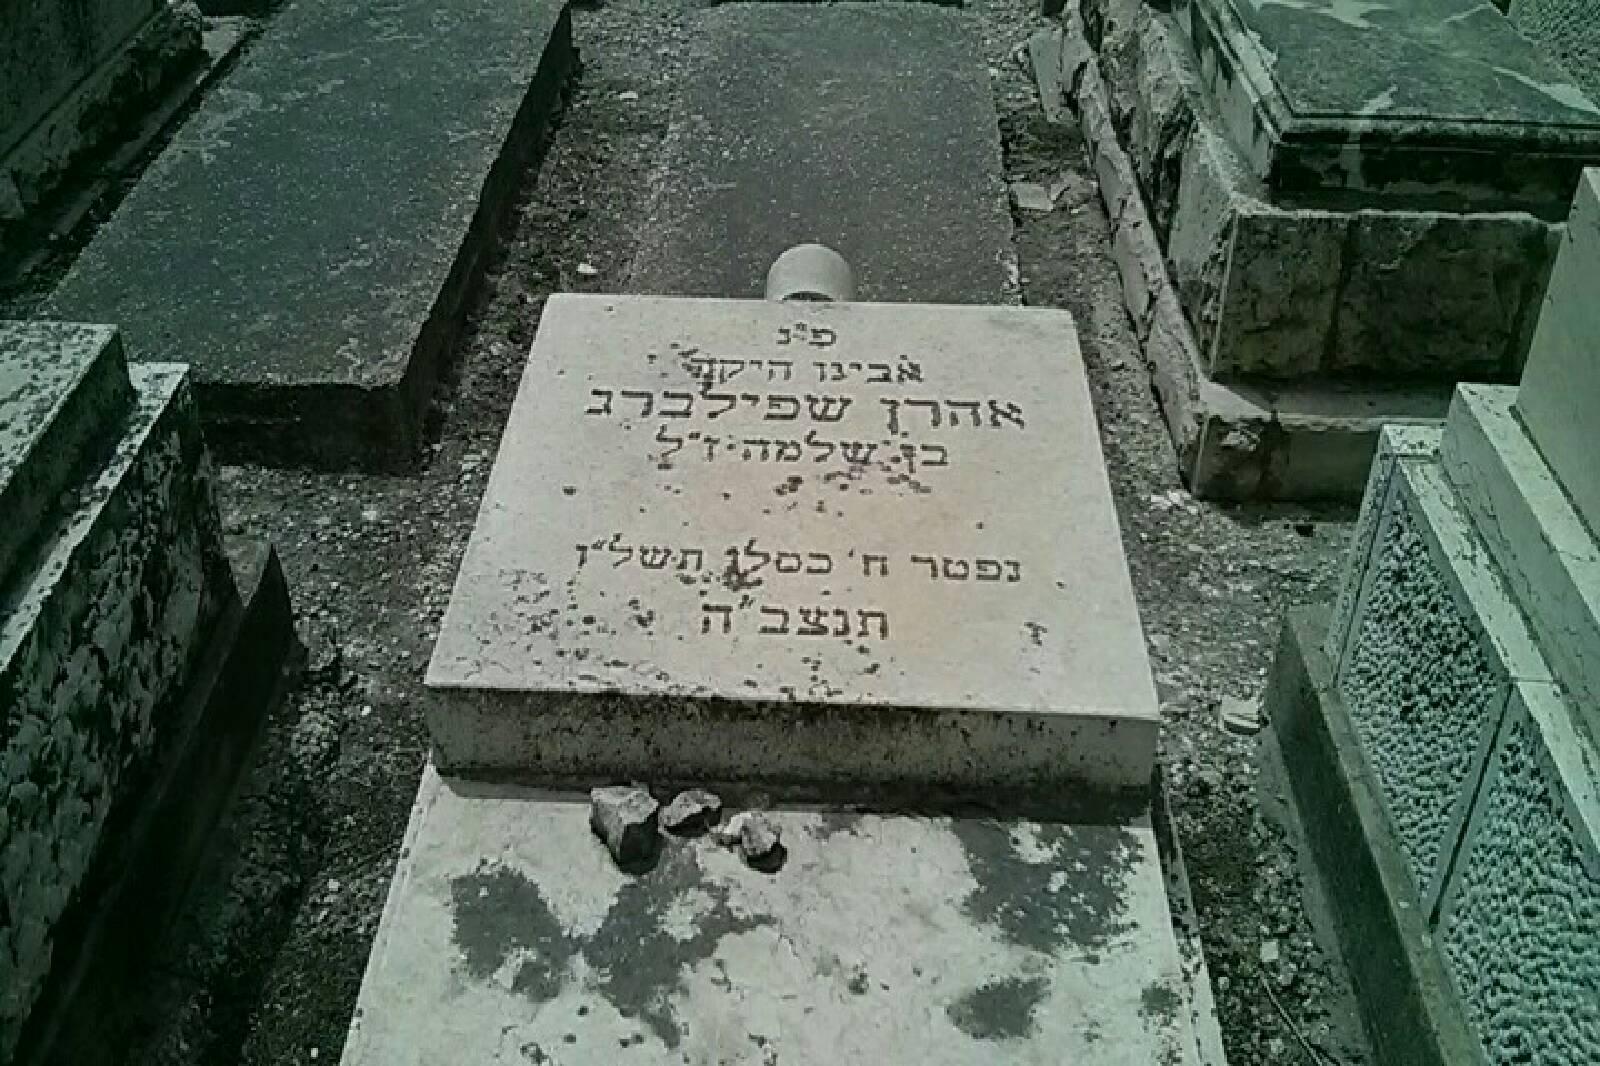 פ"נ
אבינו היקר
אהרן שפילברג
בן שלמה ז"ל
נפטר ח' כסלו תשל"ו
תנצב"ה